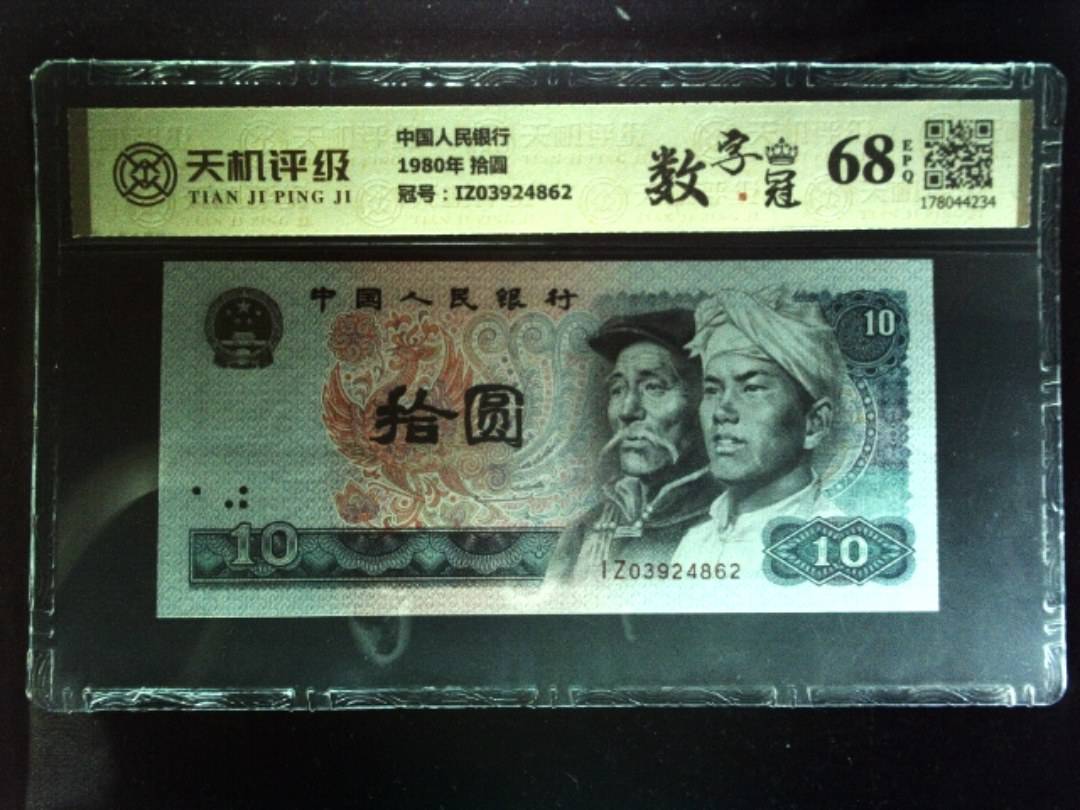 天机评级
TIAN JI PING JI
中国人民银行
1980年 拾圆
冠号：IZ03924862
数字冠
68
EPQ
178044234
中国人民银行
10
拾圆
10
IZ03924862
10